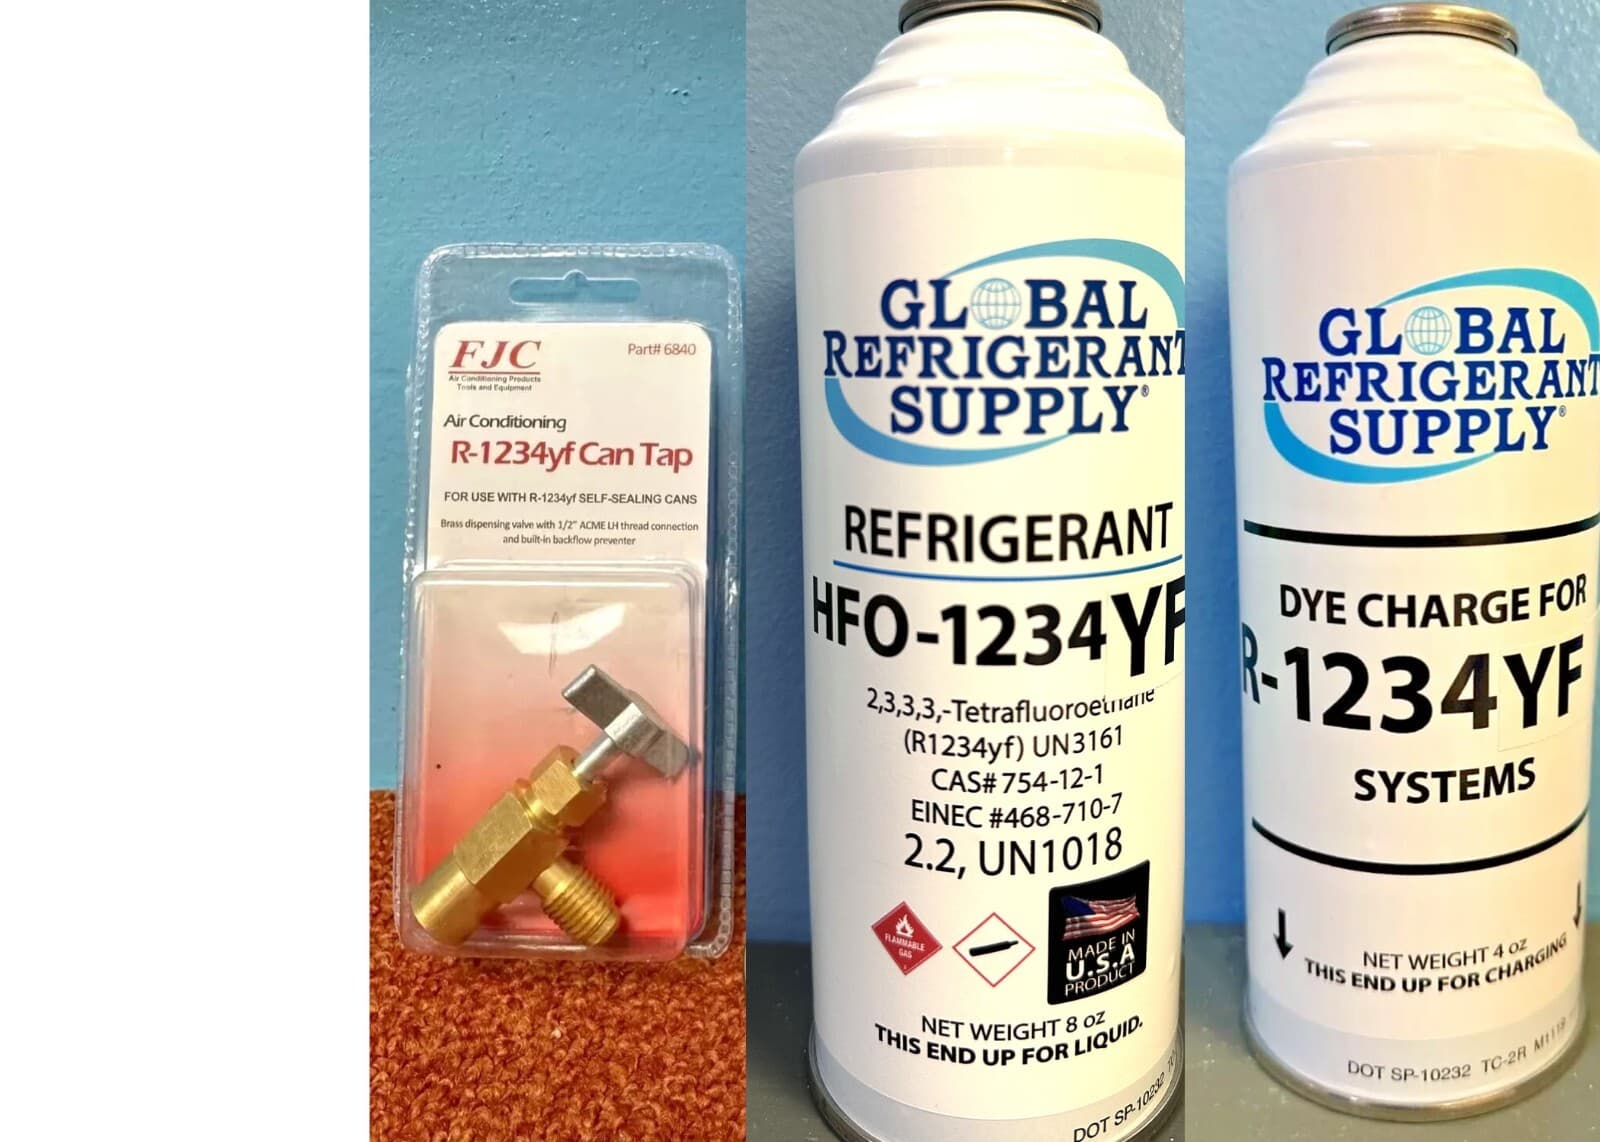 FJC
Part# 6840
Air Conditioning Products
Tools and Equipment
Air Conditioning
R-1234yf Can Tap
FOR USE WITH R-1234yf SELF-SEALING CANS
Brass dispensing valve with 1/2" ACME LH thread connection
and built-in backflow preventer
GLOBAL
REFRIGERANT
SUPPLY®
REFRIGERANT
HFO-1234YF
2,3,3,3,-Tetrafluoroethane
(R1234yf) UN3161
CAS# 754-12-1
EINEC #468-710-7
2.2, UN1018
FLAMMABLE
GAS
2
MADE IN
U.S.A
PRODUCT
NET WEIGHT 8 oz
THIS END UP FOR LIQUID.
DOT SP-10232
GLOBAL
REFRIGERANT
SUPPLY®
DYE CHARGE FOR
R-1234YF
SYSTEMS
NET WEIGHT 4 oz
THIS END UP FOR CHARGING
DOT SP-10232 TC-2R M1119